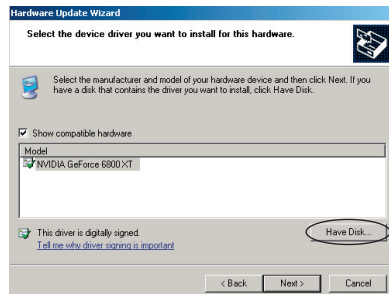 Hardware Update Wizard
Select the device driver you want to install for this hardware.
Select the manufacturer and model of your hardware device and then click Next. If you
have a disk that contains the driver you want to install, click Have Disk.
Show compatible hardware
Model
NVIDIA GeForce 6800 XT
This driver is digitally signed.
Tell me why driver signing is important
Have Disk...
< Back
Next >
Cancel